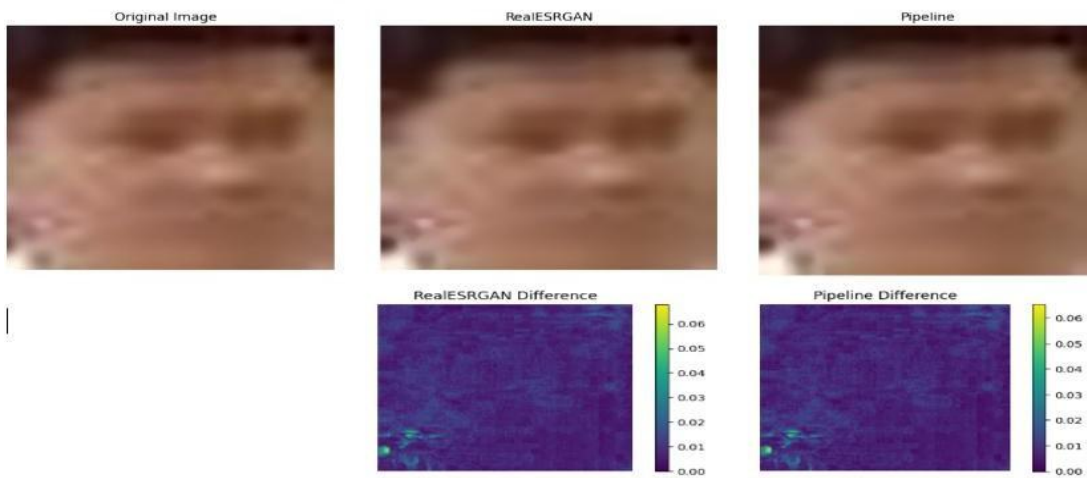 Original Image
RealESRGAN
Pipeline
RealESRGAN Difference
Pipeline Difference
0.06
0.05
0.04
0.03
0.02
0.01
0.00
0.06
0.05
0.04
0.03
0.02
0.01
0.00